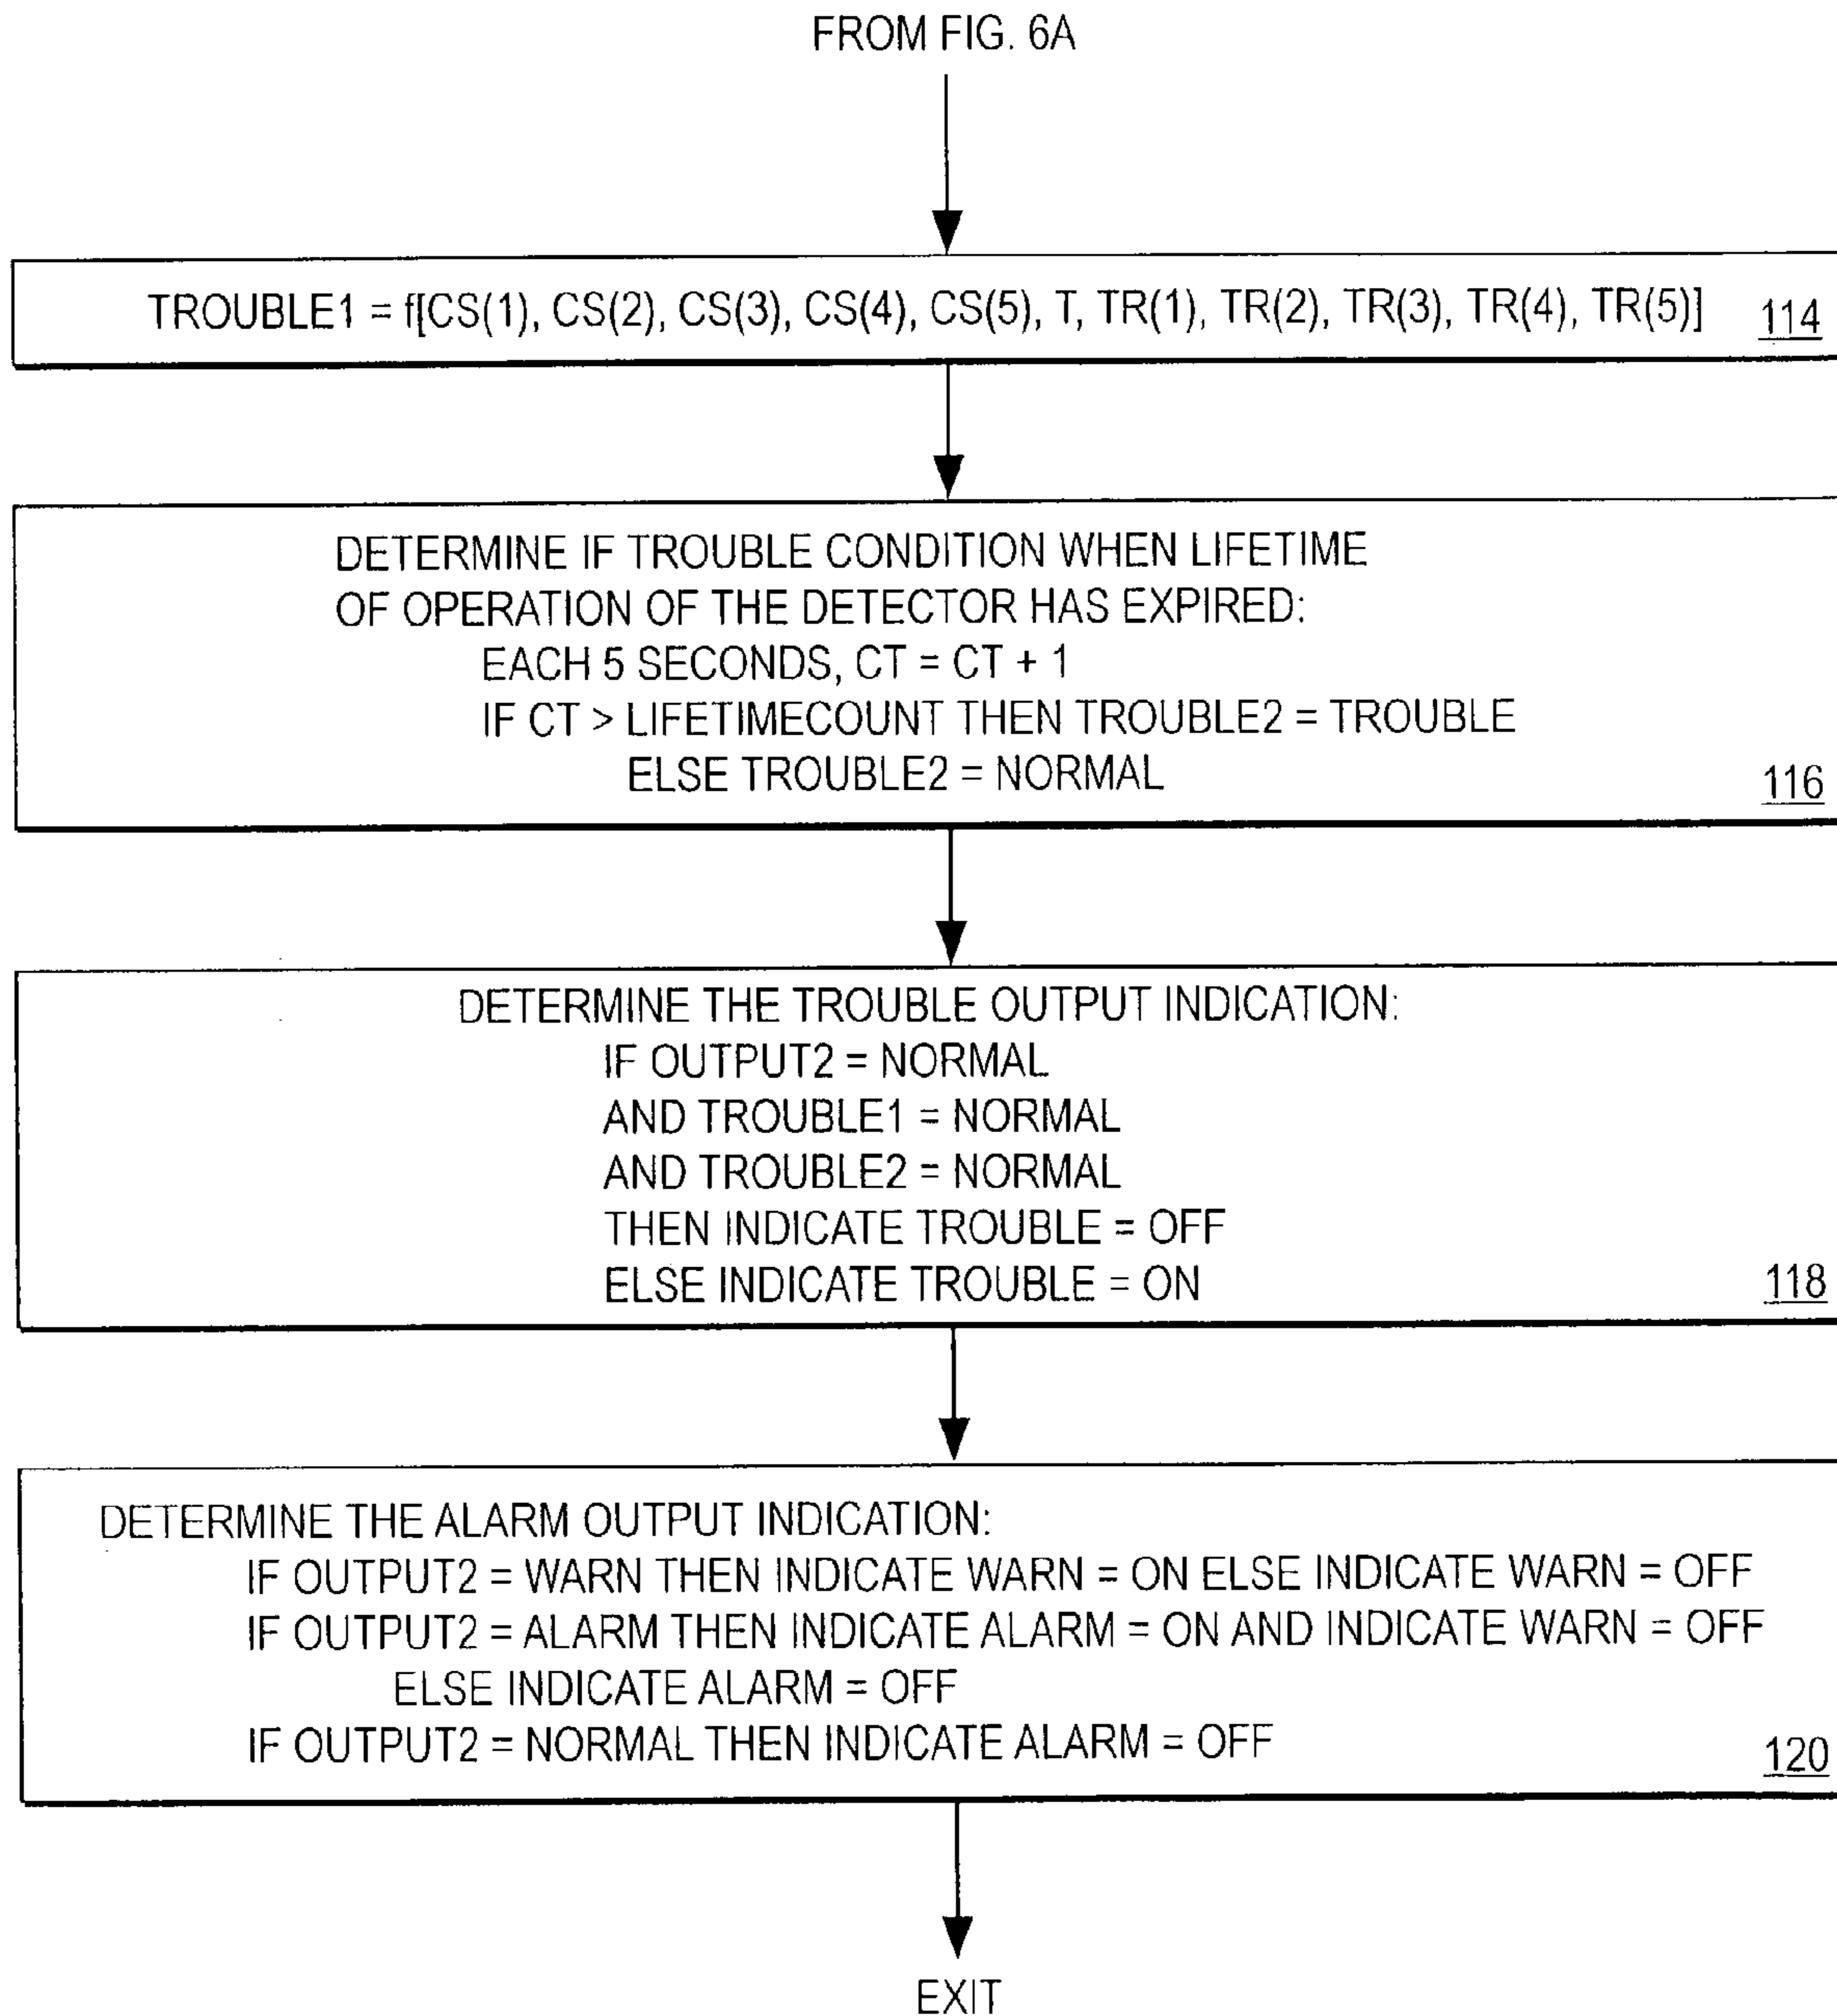 FROM FIG. 6A
TROUBLE1 = f[CS(1), CS(2), CS(3), CS(4), CS(5), T, TR(1), TR(2), TR(3), TR(4), TR(5)]
114
DETERMINE IF TROUBLE CONDITION WHEN LIFETIME
OF OPERATION OF THE DETECTOR HAS EXPIRED:
EACH 5 SECONDS, CT = CT + 1
IF CT > LIFETIMECOUNT THEN TROUBLE2 = TROUBLE
ELSE TROUBLE2 = NORMAL
116
DETERMINE THE TROUBLE OUTPUT INDICATION:
IF OUTPUT2 = NORMAL
AND TROUBLE1 = NORMAL
AND TROUBLE2 = NORMAL
THEN INDICATE TROUBLE = OFF
ELSE INDICATE TROUBLE = ON
118
DETERMINE THE ALARM OUTPUT INDICATION:
IF OUTPUT2 = WARN THEN INDICATE WARN = ON ELSE INDICATE WARN = OFF
IF OUTPUT2 = ALARM THEN INDICATE ALARM = ON AND INDICATE WARN = OFF
ELSE INDICATE ALARM = OFF
IF OUTPUT2 = NORMAL THEN INDICATE ALARM = OFF
120
EXIT